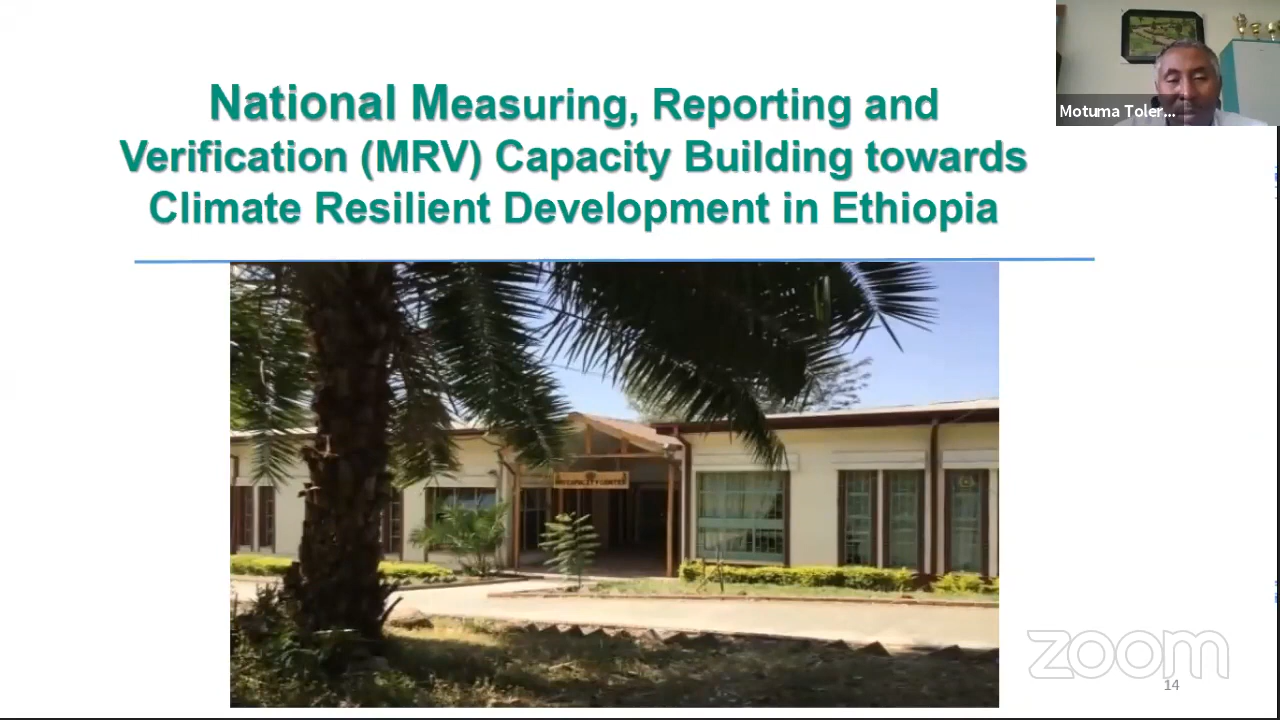 National Measuring, Reporting and
Verification (MRV) Capacity Building towards
Climate Resilient Development in Ethiopia
Motuma Toler...
zoom
14